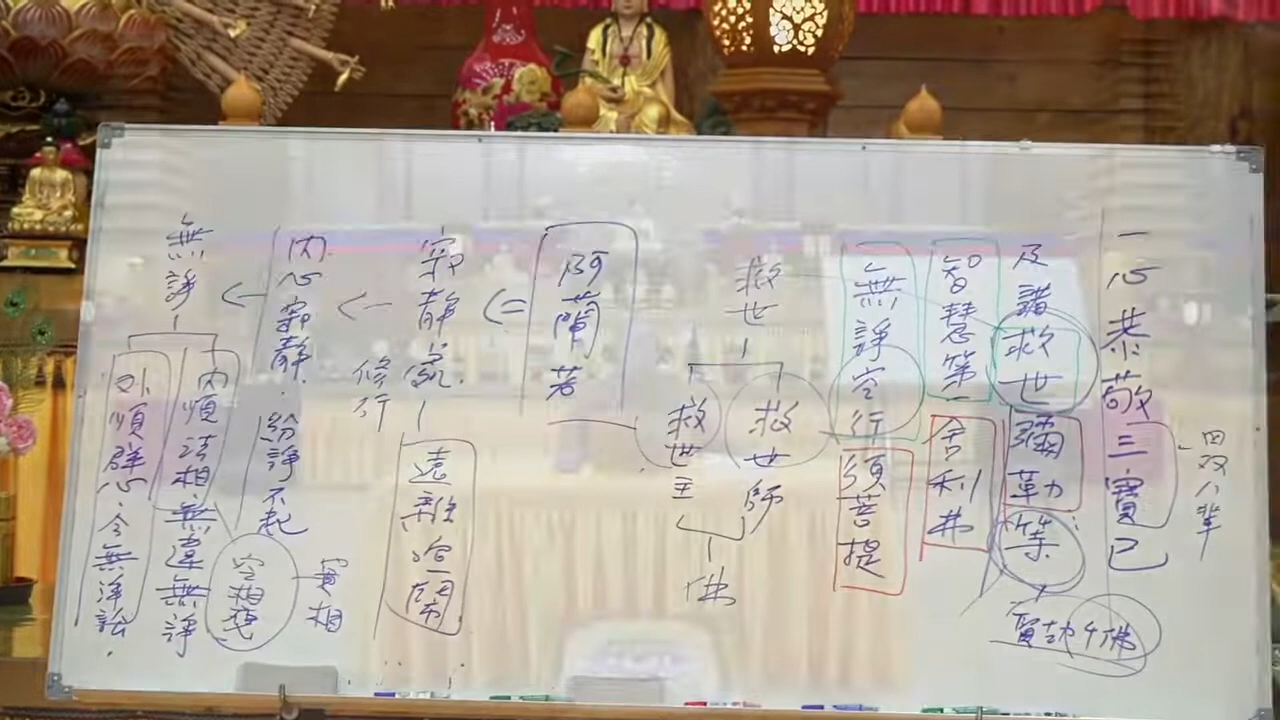 一心恭敬三寶已
四双八輩
及諸救世彌勒等
賢劫千佛
智慧第一舍利弗
無諍空行須菩提
救世
救世師
救世主
佛
阿蘭若
寂靜處
遠離喧鬧
修行
內心寂靜.紛諍不起
無諍
內順法相無違無諍
實相
外順群心令無淨訟.